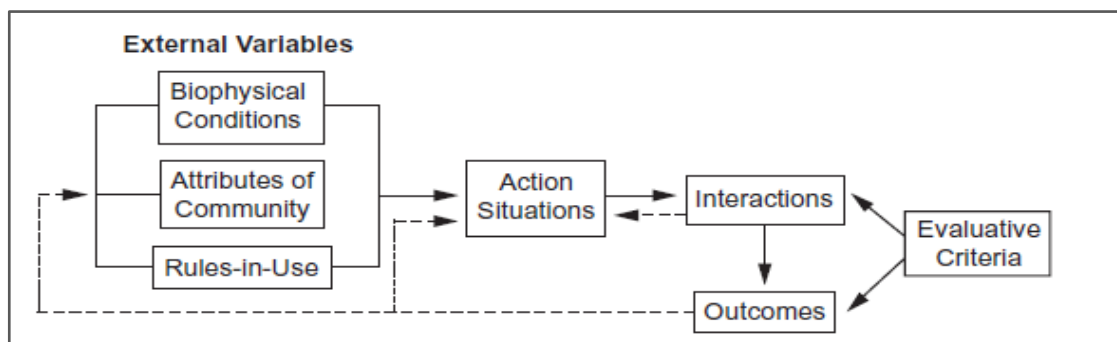 External Variables
Biophysical
Conditions
Attributes of
Community
Rules-in-Use
Action
Situations
Interactions
Outcomes
Evaluative
Criteria